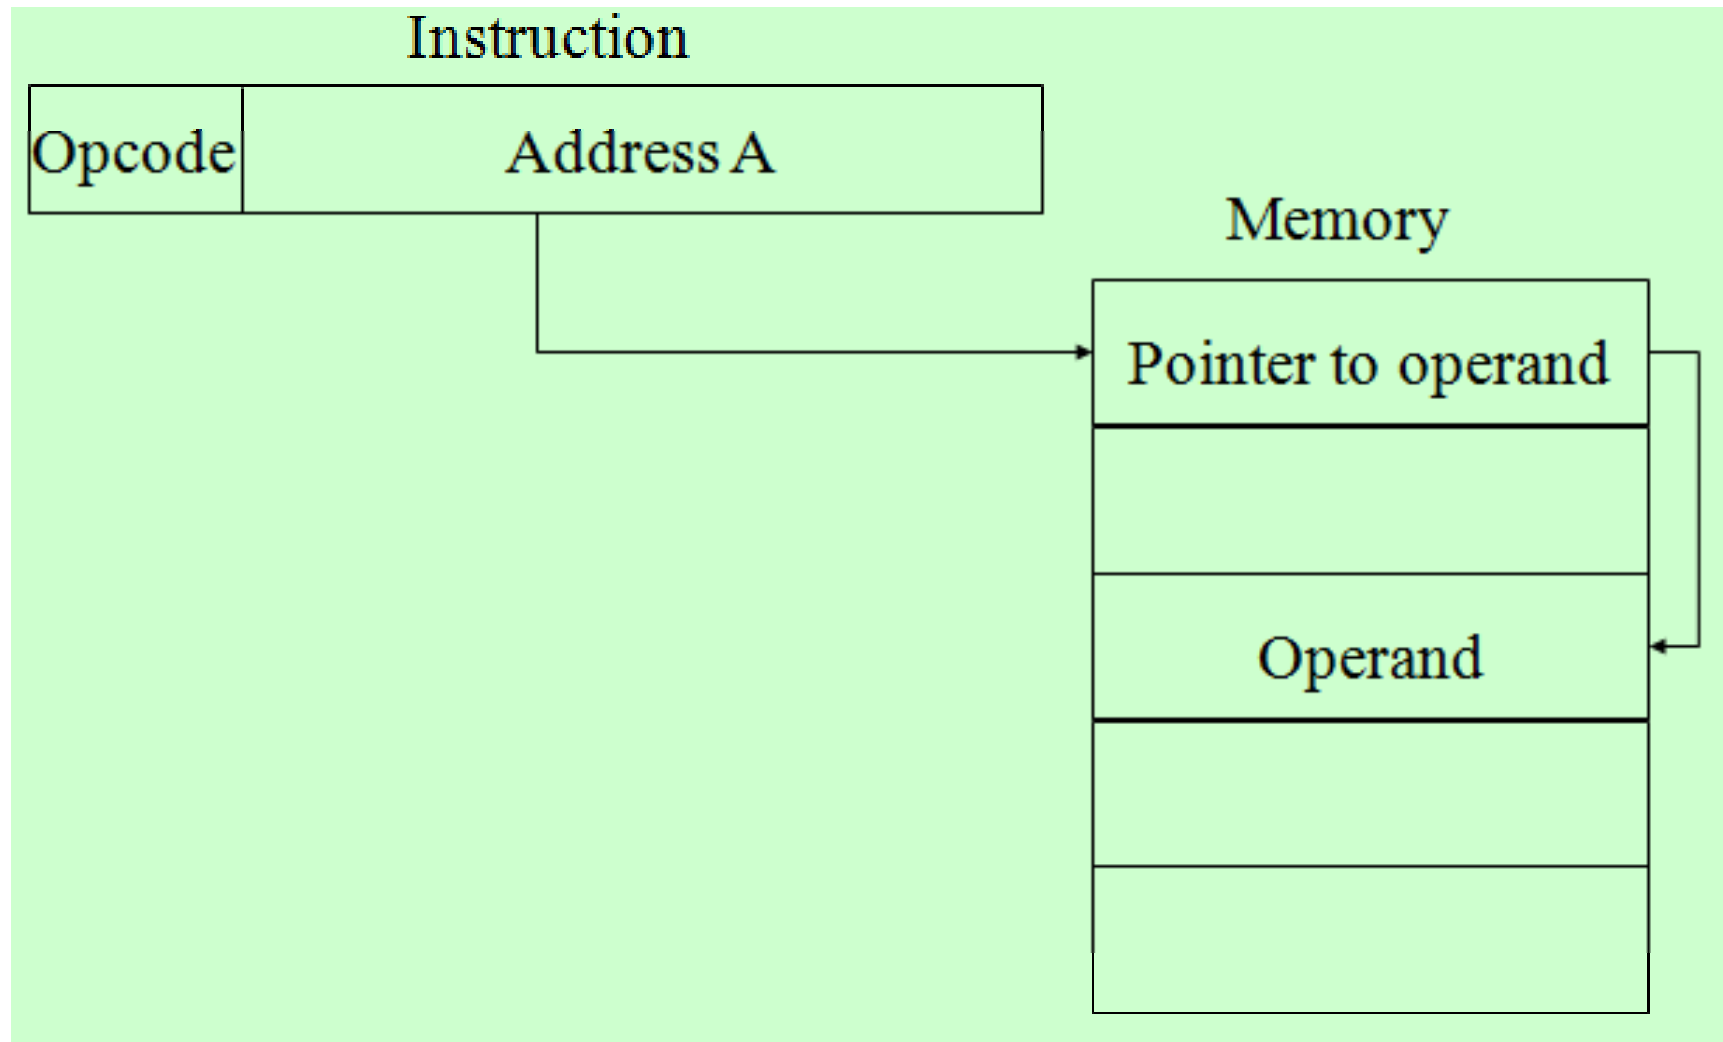 Instruction
Opcode
Address A
Memory
Pointer to operand
Operand